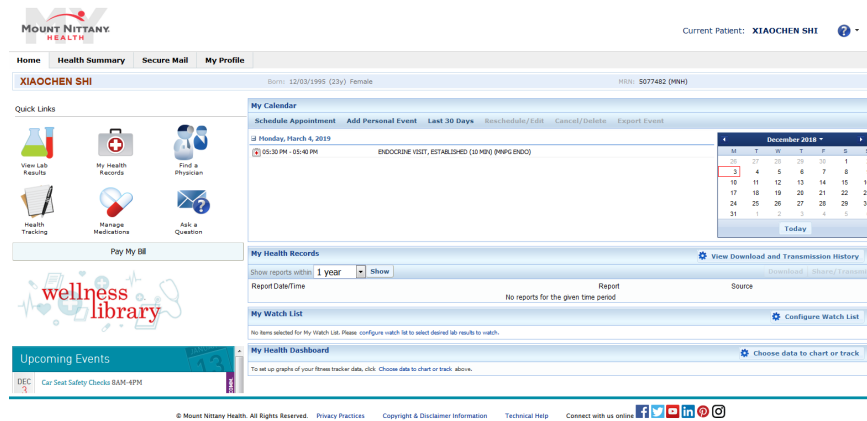 MOUNT NITTANY
HEALTH
Current Patient: XIAOCHEN SHI
Home Health Summary Secure Mail My Profile
XIAOCHEN SHI Born: 12/03/1995 (23y) Female MRN: 5077482 (MNH)
Quick Links
View Lab Results
My Health Records
Find a Physician
Health Tracking
Manage Medications
Ask a Question
Pay My Bill
wellness
library
Upcoming Events
DEC
3
Car Seat Safety Checks 8AM-4PM
My Calendar
Schedule Appointment Add Personal Event Last 30 Days Reschedule/Edit Cancel/Delete Export Event
Monday, March 4, 2019
05:30 PM - 05:40 PM ENDOCRINE VISIT, ESTABLISHED (10 MIN) (MNPG ENDO)
December 2018
M T W T F S
26 27 28 29 30 1
3 4 5 6 7 8
10 11 12 13 14 15
17 18 19 20 21 22
24 25 26 27 28 29
31 1 2 3 4 5
Today
My Health Records View Download and Transmission History
Show reports within 1 year Show Download Share/Transmit
Report Date/Time Report Source
No reports for the given time period
My Watch List Configure Watch List
No items selected for My Watch List. Please configure watch list to select desired lab results to watch.
My Health Dashboard Choose data to chart or track
To set up graphs of your fitness tracker data, click Choose data to chart or track above.
© Mount Nittany Health. All Rights Reserved. Privacy Practices Copyright & Disclaimer Information Technical Help Connect with us online